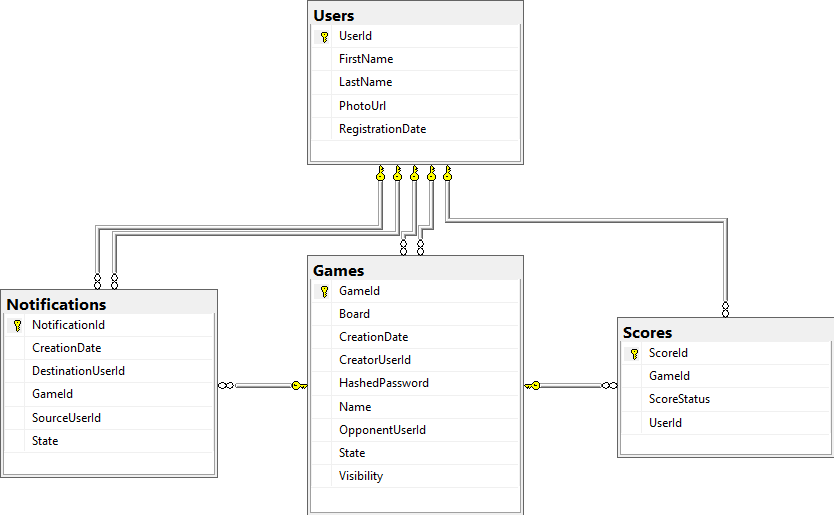 Users
UserId
FirstName
LastName
PhotoUrl
RegistrationDate
Notifications
NotificationId
CreationDate
DestinationUserId
GameId
SourceUserId
State
Games
GameId
Board
CreationDate
CreatorUserId
HashedPassword
Name
OpponentUserId
State
Visibility
Scores
ScoreId
GameId
ScoreStatus
UserId